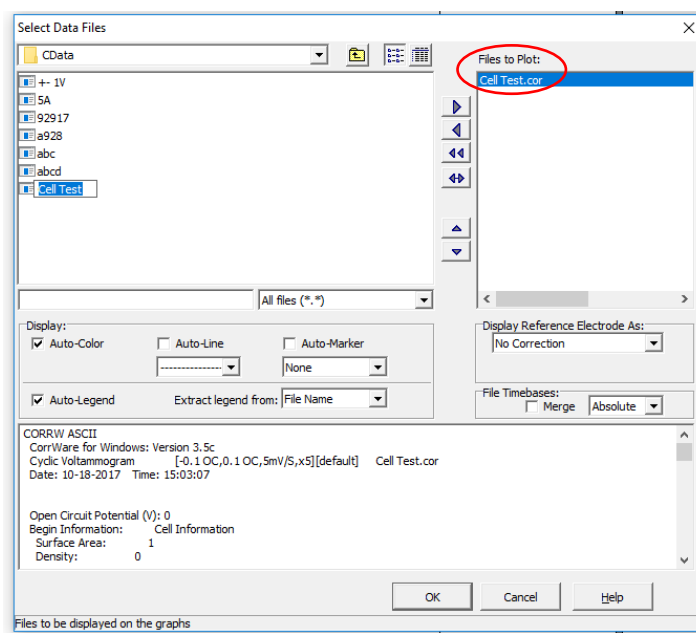 Select Data Files
CData
Files to Plot:
Cell Test.cor
+- 1V
5A
92917
a928
abc
abcd
Cell Test
All files (*.*)
Display:
Auto-Color
Auto-Line
Auto-Marker
None
Auto-Legend
Extract legend from:
File Name
Display Reference Electrode As:
No Correction
File Timebases:
Merge
Absolute
CORRW ASCII
CorrWare for Windows: Version 3.5c
Cyclic Voltammogram [-0.1 OC,0.1 OC,5mV/S,x5][default] Cell Test.cor
Date: 10-18-2017 Time: 15:03:07
Open Circuit Potential (V): 0
Begin Information: Cell Information
Surface Area: 1
Density: 0
OK
Cancel
Help
Files to be displayed on the graphs